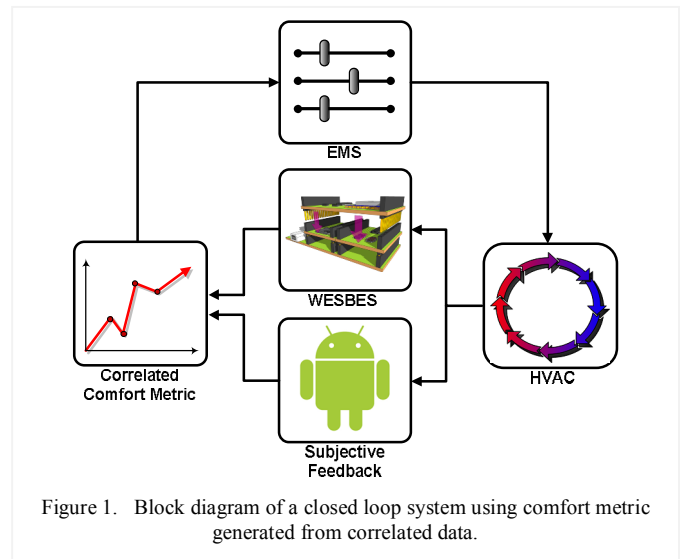 EMS
WESBES
HVAC
Correlated
Comfort Metric
Subjective
Feedback
Figure 1. Block diagram of a closed loop system using comfort metric
generated from correlated data.